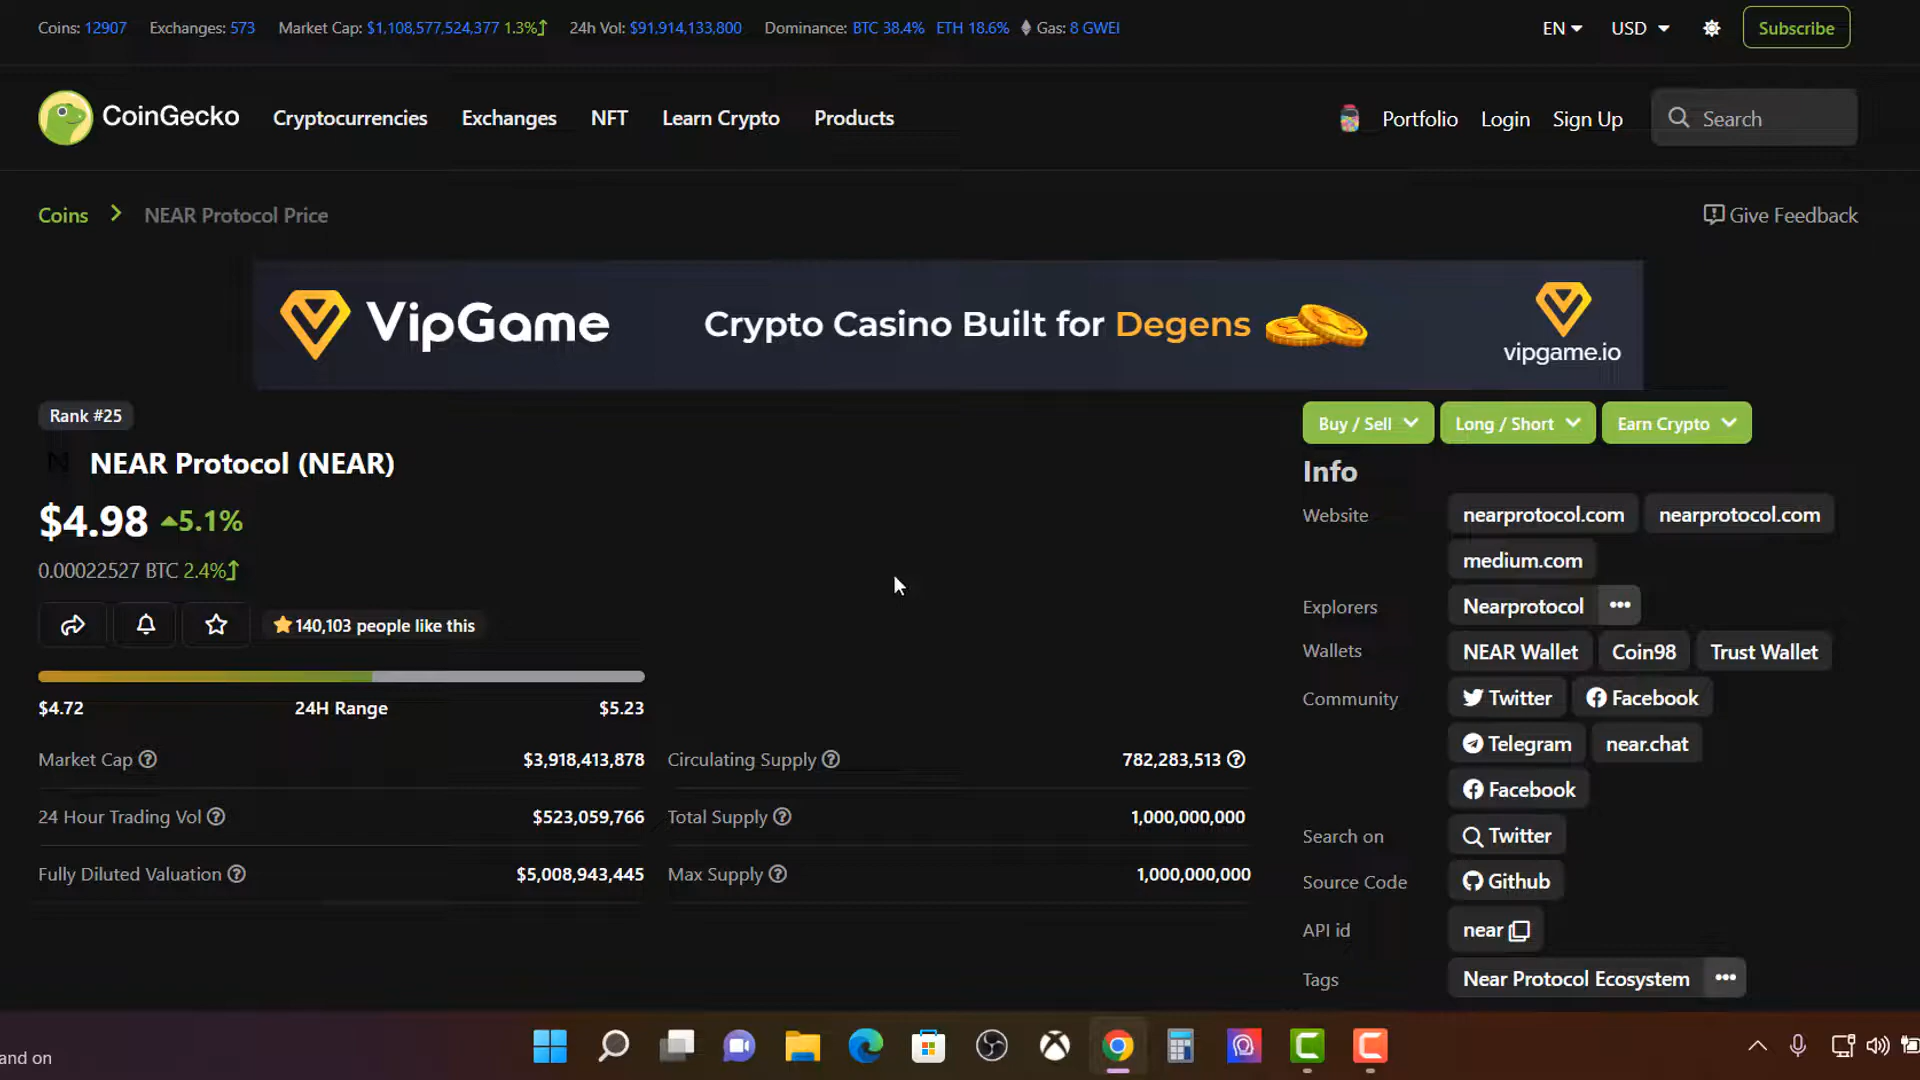 Coins: 12907 Exchanges: 573 Market Cap: $1,108,577,524,377 1.3% 24h Vol: $91,914,133,800 Dominance: BTC 38.4% ETH 18.6% Gas: 8 GWEI EN USD Subscribe
CoinGecko Cryptocurrencies Exchanges NFT Learn Crypto Products Portfolio Login Sign Up Search
Coins NEAR Protocol Price Give Feedback
VipGame Crypto Casino Built for Degens vipgame.io
Rank #25
NEAR Protocol (NEAR)
$4.98 5.1%
0.00022527 BTC 2.4%
140,103 people like this
$4.72 24H Range $5.23
Market Cap $3,918,413,878 Circulating Supply 782,283,513
24 Hour Trading Vol $523,059,766 Total Supply 1,000,000,000
Fully Diluted Valuation $5,008,943,445 Max Supply 1,000,000,000
Buy / Sell Long / Short Earn Crypto
Info
Website nearprotocol.com nearprotocol.com
medium.com
Explorers Nearprotocol •••
Wallets NEAR Wallet Coin98 Trust Wallet
Community Twitter Facebook
Telegram near.chat
Facebook
Search on Twitter
Source Code Github
API id near
Tags Near Protocol Ecosystem •••
and on